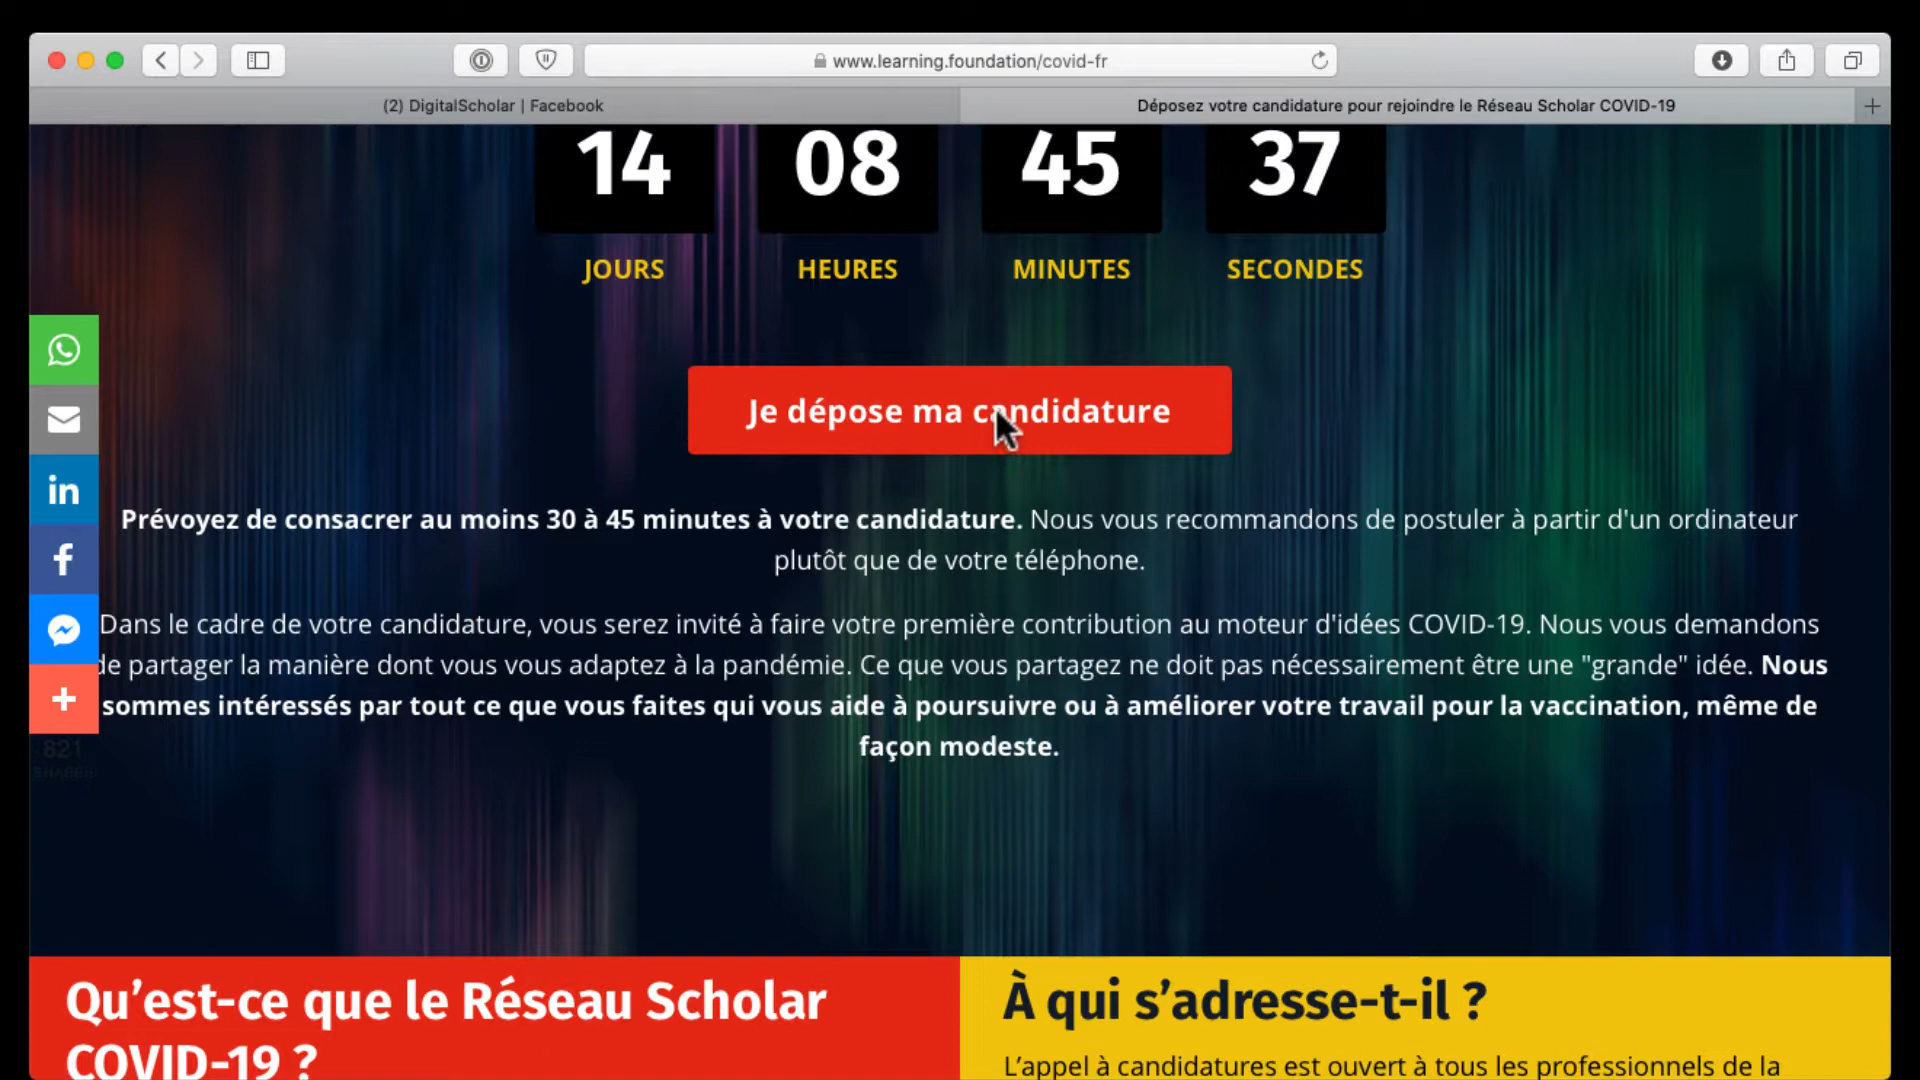 www.learning.foundation/covid-fr
(2) DigitalScholar | Facebook
Déposez votre candidature pour rejoindre le Réseau Scholar COVID-19
14 08 45 37
JOURS HEURES MINUTES SECONDES
Je dépose ma candidature
Prévoyez de consacrer au moins 30 à 45 minutes à votre candidature. Nous vous recommandons de postuler à partir d'un ordinateur
plutôt que de votre téléphone.
Dans le cadre de votre candidature, vous serez invité à faire votre première contribution au moteur d'idées COVID-19. Nous vous demandons
de partager la manière dont vous vous adaptez à la pandémie. Ce que vous partagez ne doit pas nécessairement être une "grande" idée. Nous
sommes intéressés par tout ce que vous faites qui vous aide à poursuivre ou à améliorer votre travail pour la vaccination, même de
façon modeste.
in
821
SHARES
Qu'est-ce que le Réseau Scholar
COVID-19 ?
À qui s'adresse-t-il ?
L'appel à candidatures est ouvert à tous les professionnels de la